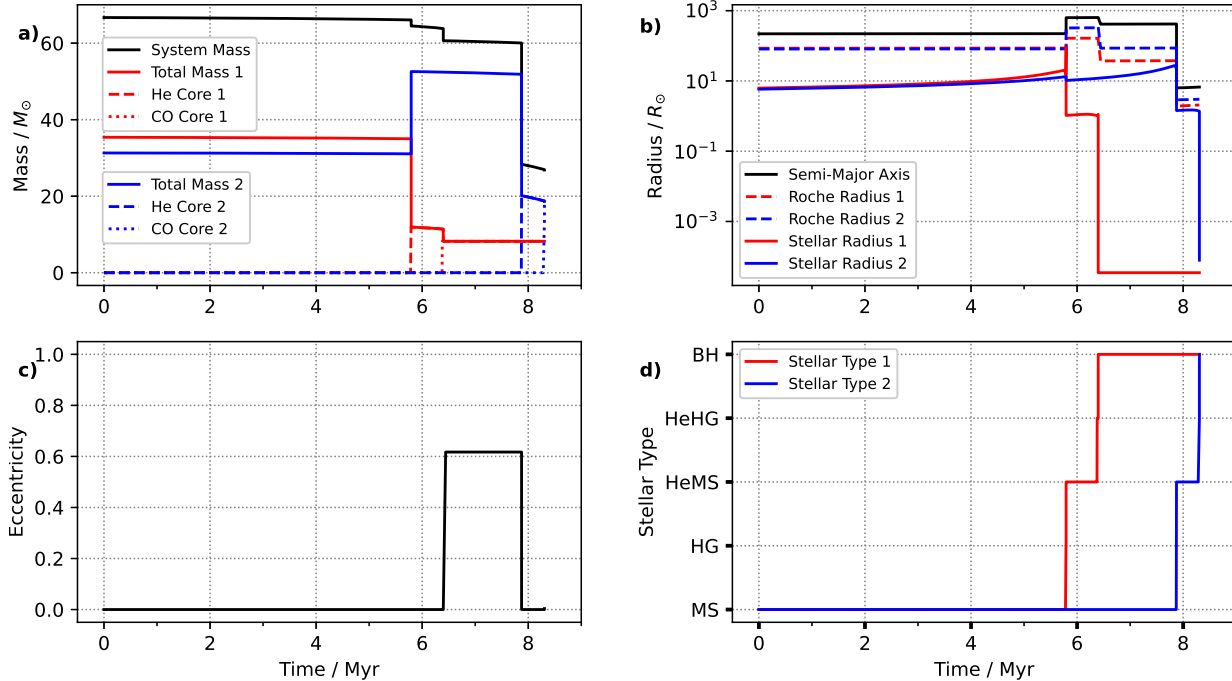 a)
Mass / M⊙
60
40
20
0
System Mass
Total Mass 1
He Core 1
CO Core 1
Total Mass 2
He Core 2
CO Core 2
0 2 4 6 8
b)
Radius / R⊙
10³
10¹
10⁻¹
10⁻³
Semi-Major Axis
Roche Radius 1
Roche Radius 2
Stellar Radius 1
Stellar Radius 2
0 2 4 6 8
c)
Eccentricity
1.0
0.8
0.6
0.4
0.2
0.0
0 2 4 6 8
Time / Myr
d)
Stellar Type
BH
HeHG
HeMS
HG
MS
Stellar Type 1
Stellar Type 2
0 2 4 6 8
Time / Myr